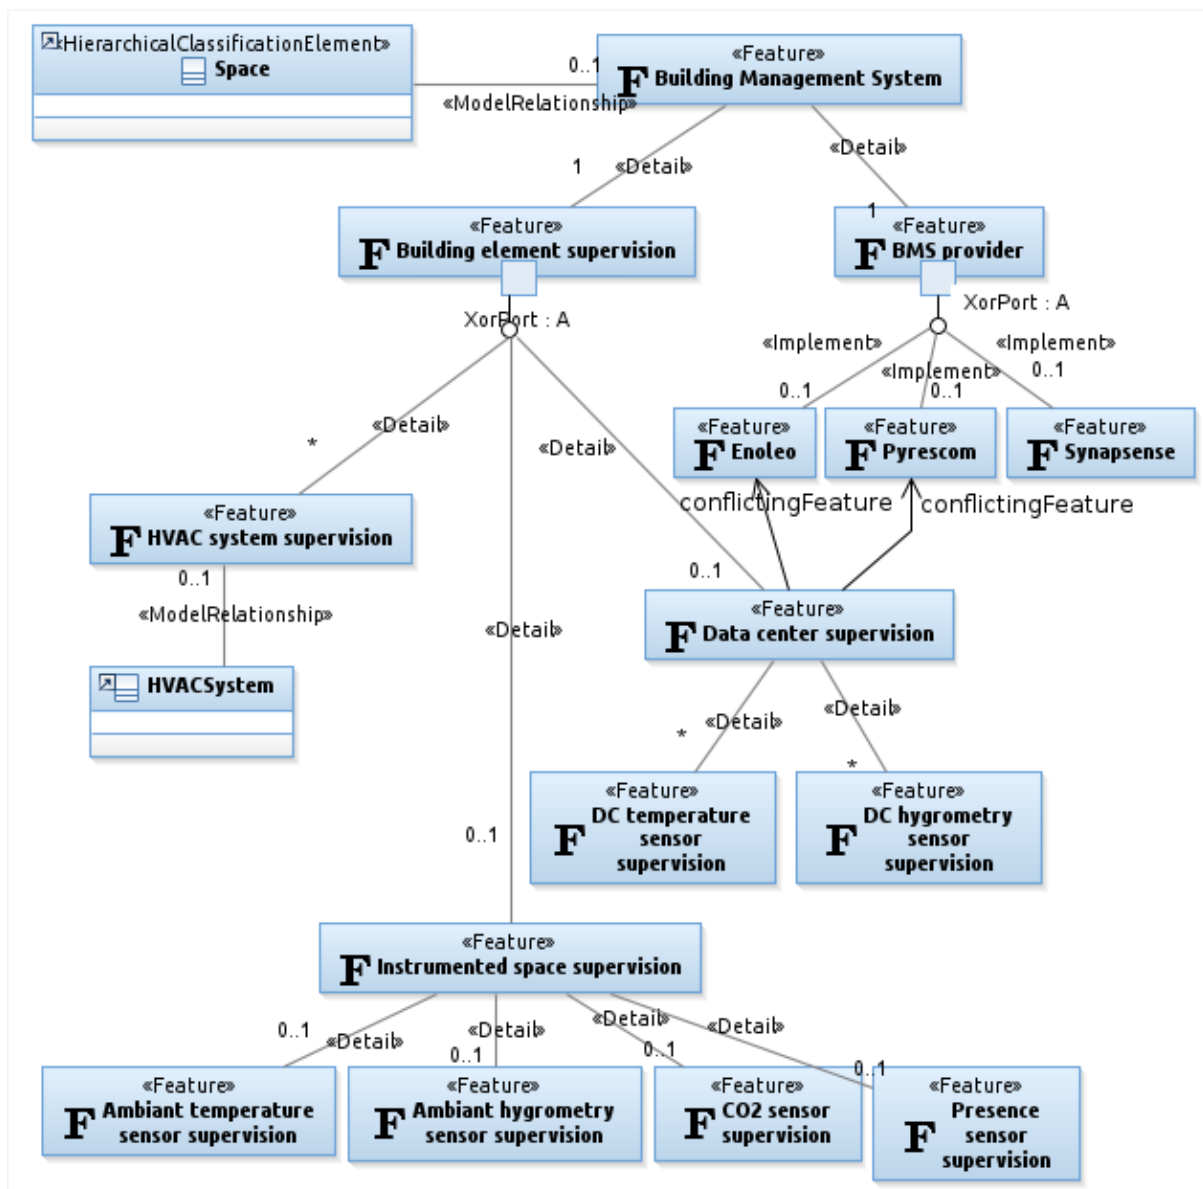 «HierarchicalClassificationElement»
Space
0..1
«ModelRelationship»
«Feature»
F Building Management System
1
«Detail»
«Detail»
1
«Feature»
F Building element supervision
«Feature»
F BMS provider
XorPort : A
XorPort : A
«Implement»
«Implement»
«Implement»
0..1
0..1
0..1
«Feature»
F Enoleo
«Feature»
F Pyrescom
«Feature»
F Synapsense
*
«Detail»
«Detail»
conflictingFeature
conflictingFeature
«Feature»
F HVAC system supervision
0..1
«ModelRelationship»
HVACSystem
«Detail»
0..1
«Feature»
F Data center supervision
*
«Detail»
«Detail»
*
«Feature»
F DC temperature
sensor
supervision
«Feature»
F DC hygrometry
sensor
supervision
0..1
«Feature»
F Instrumented space supervision
0..1
«Detail»
«Detail»
0..1
«Detail»
0..1
«Detail»
0..1
«Feature»
F Ambiant temperature
sensor supervision
«Feature»
F Ambiant hygrometry
sensor supervision
«Feature»
F CO2 sensor
supervision
«Feature»
F Presence
sensor
supervision